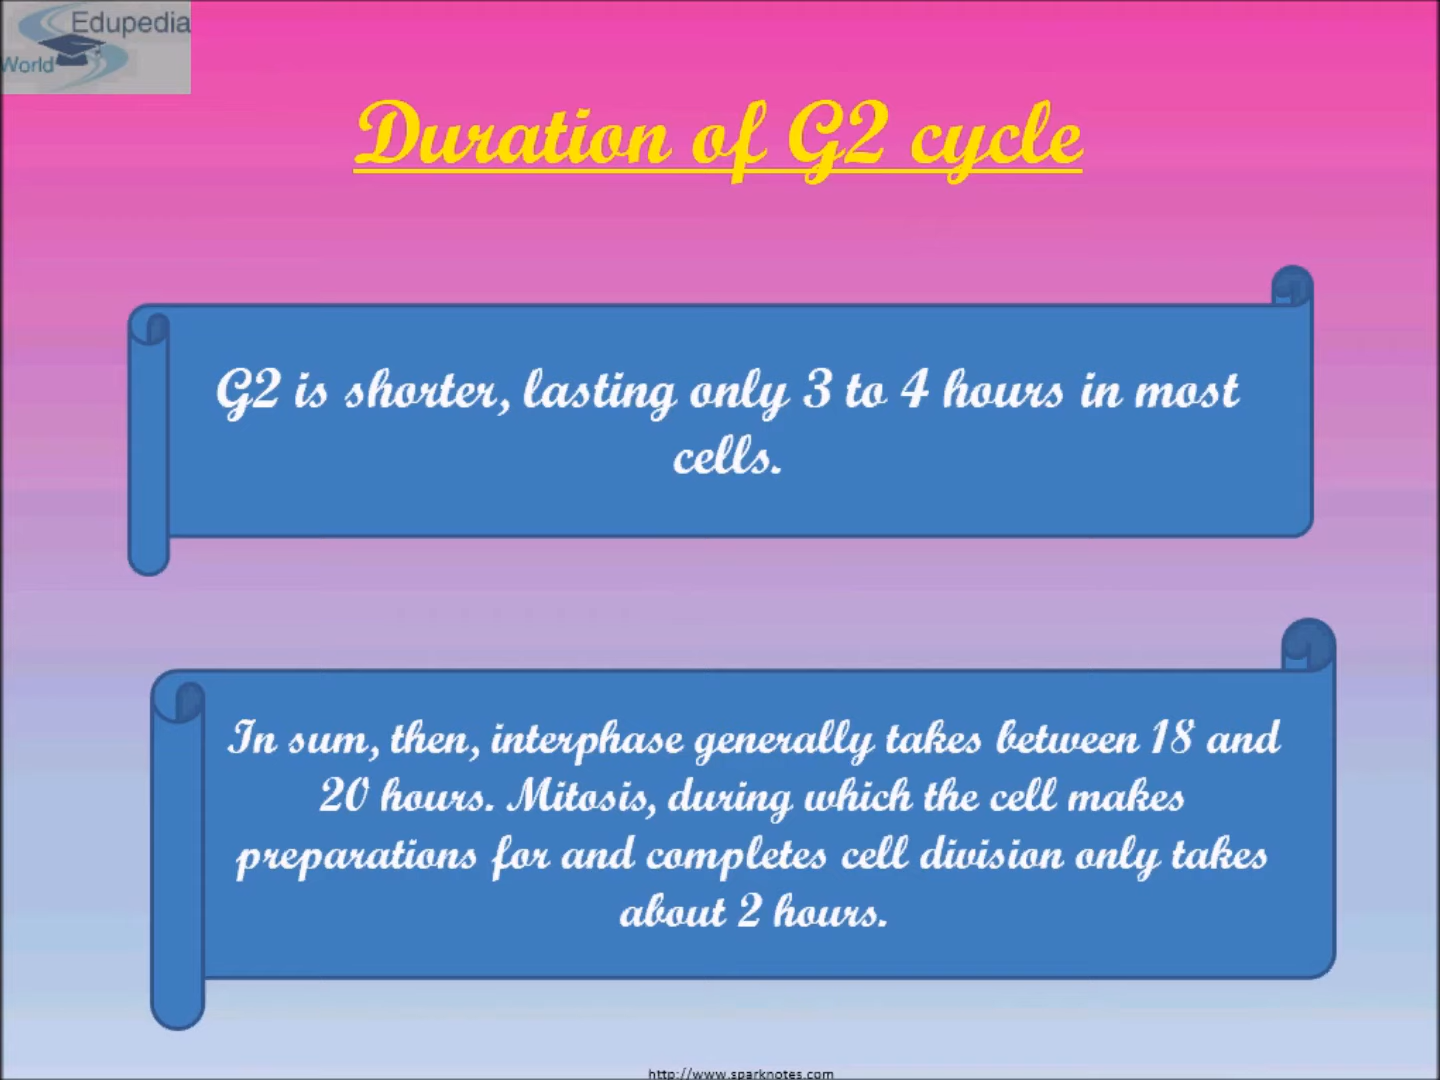 Edupedia
World
Duration of G2 cycle
G2 is shorter, lasting only 3 to 4 hours in most
cells.
In sum, then, interphase generally takes between 18 and
20 hours. Mitosis, during which the cell makes
preparations for and completes cell division only takes
about 2 hours.
http://www.sparknotes.com